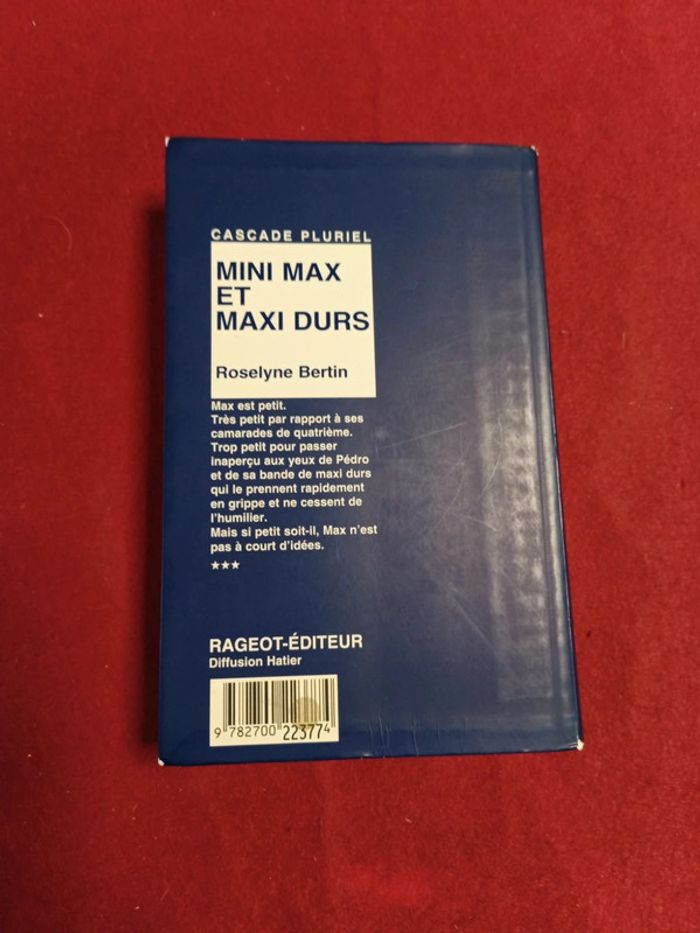 CASCADE PLURIEL
MINI MAX
ET
MAXI DURS
Roselyne Bertin
Max est petit.
Très petit par rapport à ses
camarades de quatrième.
Trop petit pour passer
inaperçu aux yeux de Pédro
et de sa bande de maxi durs
qui le prennent rapidement
en grippe et ne cessent de
l'humilier.
Mais si petit soit-il, Max n'est
pas à court d'idées.
★★★
RAGEOT-ÉDITEUR
Diffusion Hatier
9 782700 223774